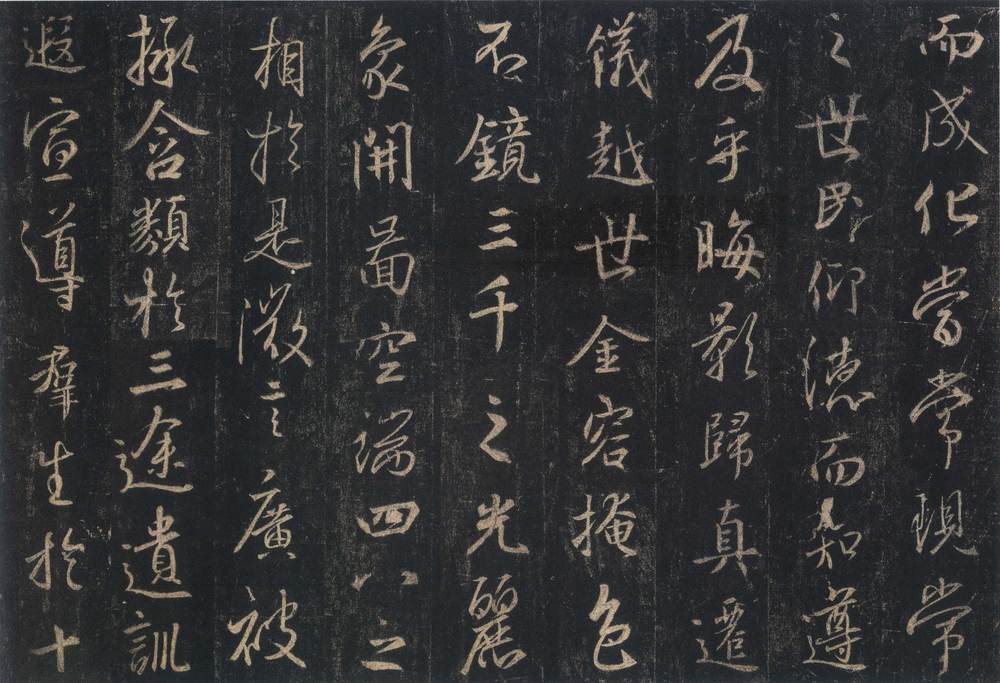 而成化當常現常
之世民仰德而知遵
及乎晦影歸真遷
儀越世金容掩色
不鏡三千之光麗
象開圖空端四八之
相於是微言廣被
拯含類於三途遺訓
遐宣導羣生於十